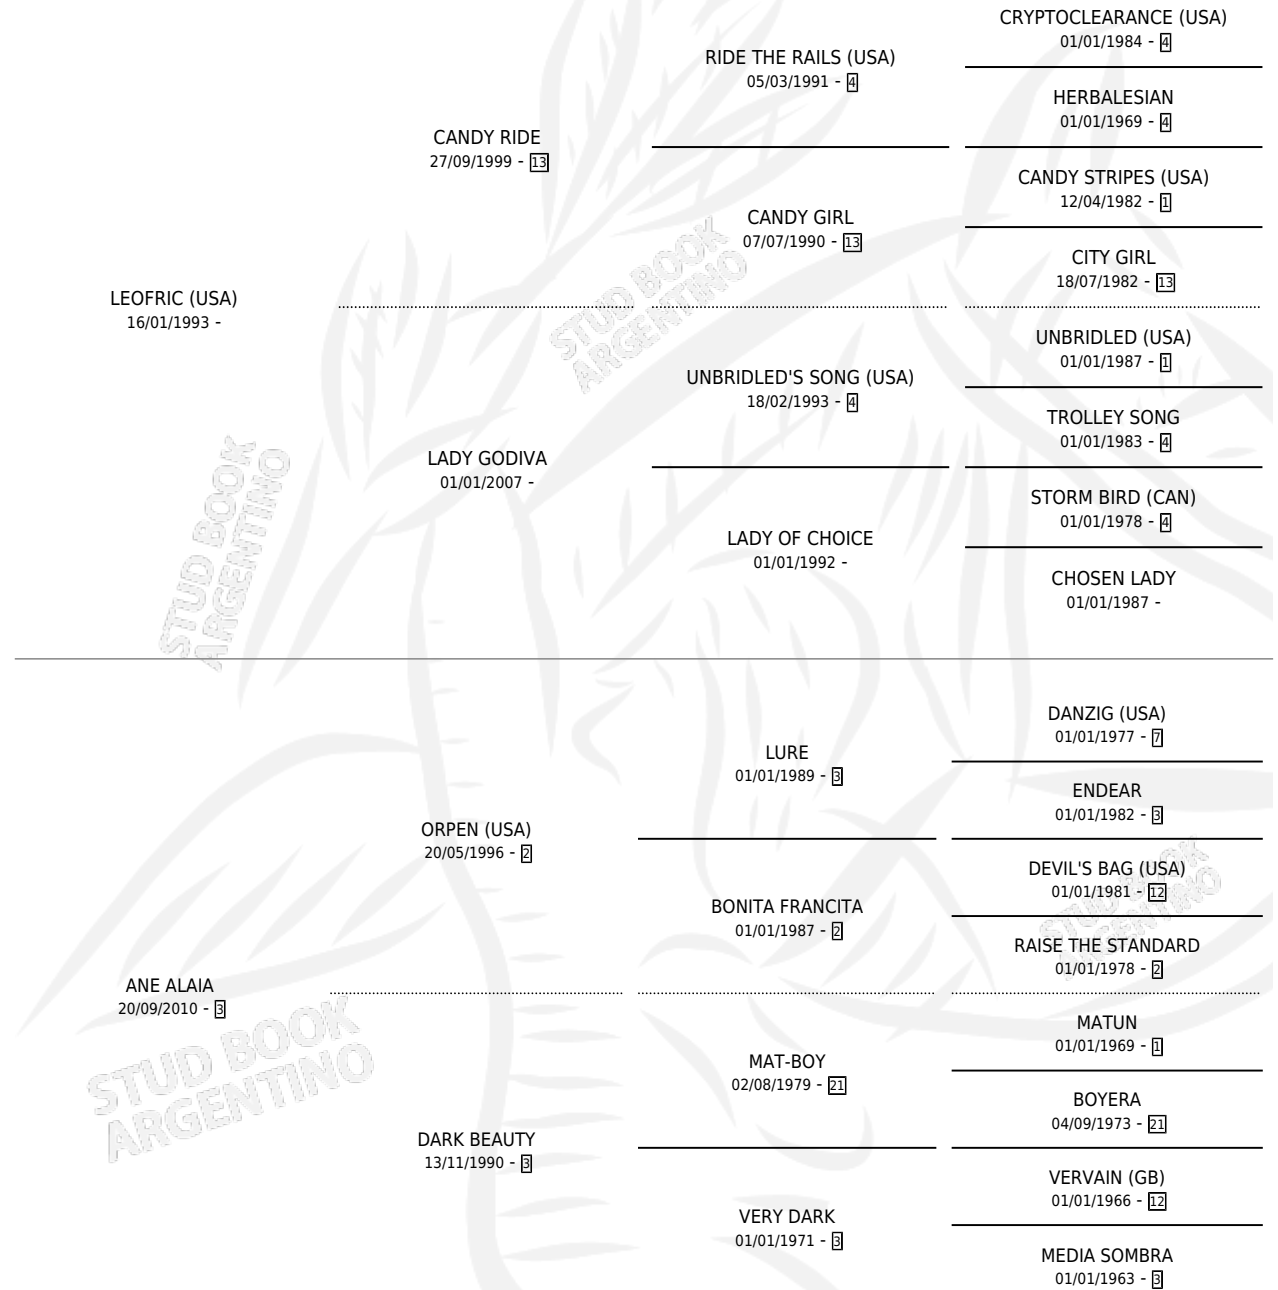 CRYPTOCLEARANCE (USA)
01/01/1984 - 4
RIDE THE RAILS (USA)
05/03/1991 - 4
HERBALESIAN
01/01/1969 - 4
CANDY RIDE
27/09/1999 - 13
CANDY STRIPES (USA)
12/04/1982 - 1
CANDY GIRL
07/07/1990 - 13
CITY GIRL
18/07/1982 - 13
LEOFRIC (USA)
16/01/1993 -
UNBRIDLED (USA)
01/01/1987 - 1
UNBRIDLED'S SONG (USA)
18/02/1993 - 4
TROLLEY SONG
01/01/1983 - 4
LADY GODIVA
01/01/2007 -
STORM BIRD (CAN)
01/01/1978 - 4
LADY OF CHOICE
01/01/1992 -
CHOSEN LADY
01/01/1987 -
DANZIG (USA)
01/01/1977 - 7
LURE
01/01/1989 - 3
ENDEAR
01/01/1982 - 3
ORPEN (USA)
20/05/1996 - 2
DEVIL'S BAG (USA)
01/01/1981 - 12
BONITA FRANCITA
01/01/1987 - 2
RAISE THE STANDARD
01/01/1978 - 2
ANE ALAIA
20/09/2010 - 3
MATUN
01/01/1969 - 1
MAT-BOY
02/08/1979 - 21
BOYERA
04/09/1973 - 21
DARK BEAUTY
13/11/1990 - 3
VERVAIN (GB)
01/01/1966 - 12
VERY DARK
01/01/1971 - 3
MEDIA SOMBRA
01/01/1963 - 3
STUD BOOK
ARGENTINO
STUD BOOK
ARGENTINO
STUD BOOK
ARGENTINO
STUD BOOK
ARGENTINO